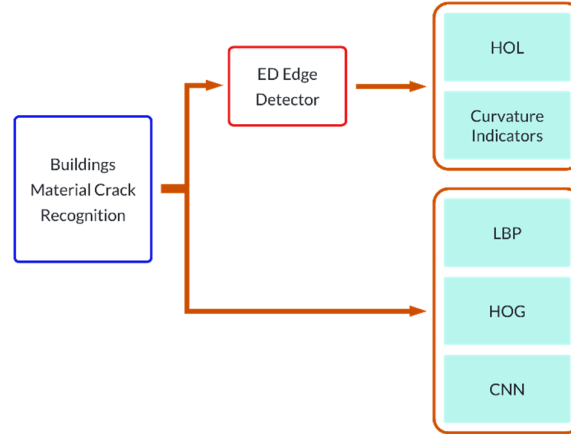 Buildings
Material Crack
Recognition
ED Edge
Detector
HOL
Curvature
Indicators
LBP
HOG
CNN